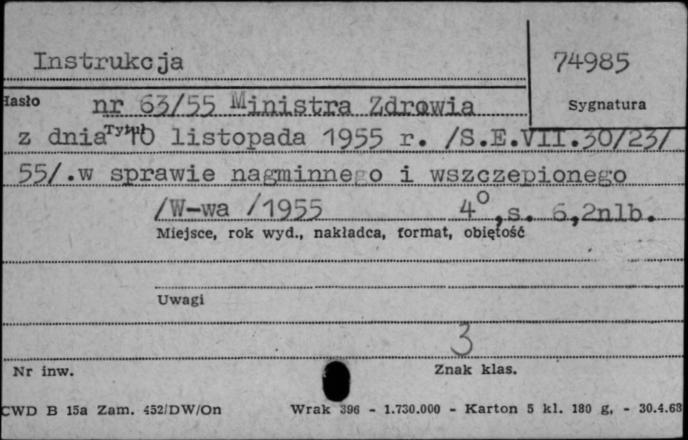 Instrukcja 74985
Hasło nr 63/55 Ministra Zdrowia Sygnatura
z dnia Tytuł 10 listopada 1955 r. /S.E.VII.30/23/
55/.w sprawie nagminnego i wszczepionego
/W-wa /1955 4°,s. 6,2nlb.
Miejsce, rok wyd., nakładca, format, objętość
Uwagi
3
Nr inw. Znak klas.
CWD B 15a Zam. 452/DW/On Wrak 396 - 1.730.000 - Karton 5 kl. 180 g, - 30.4.63